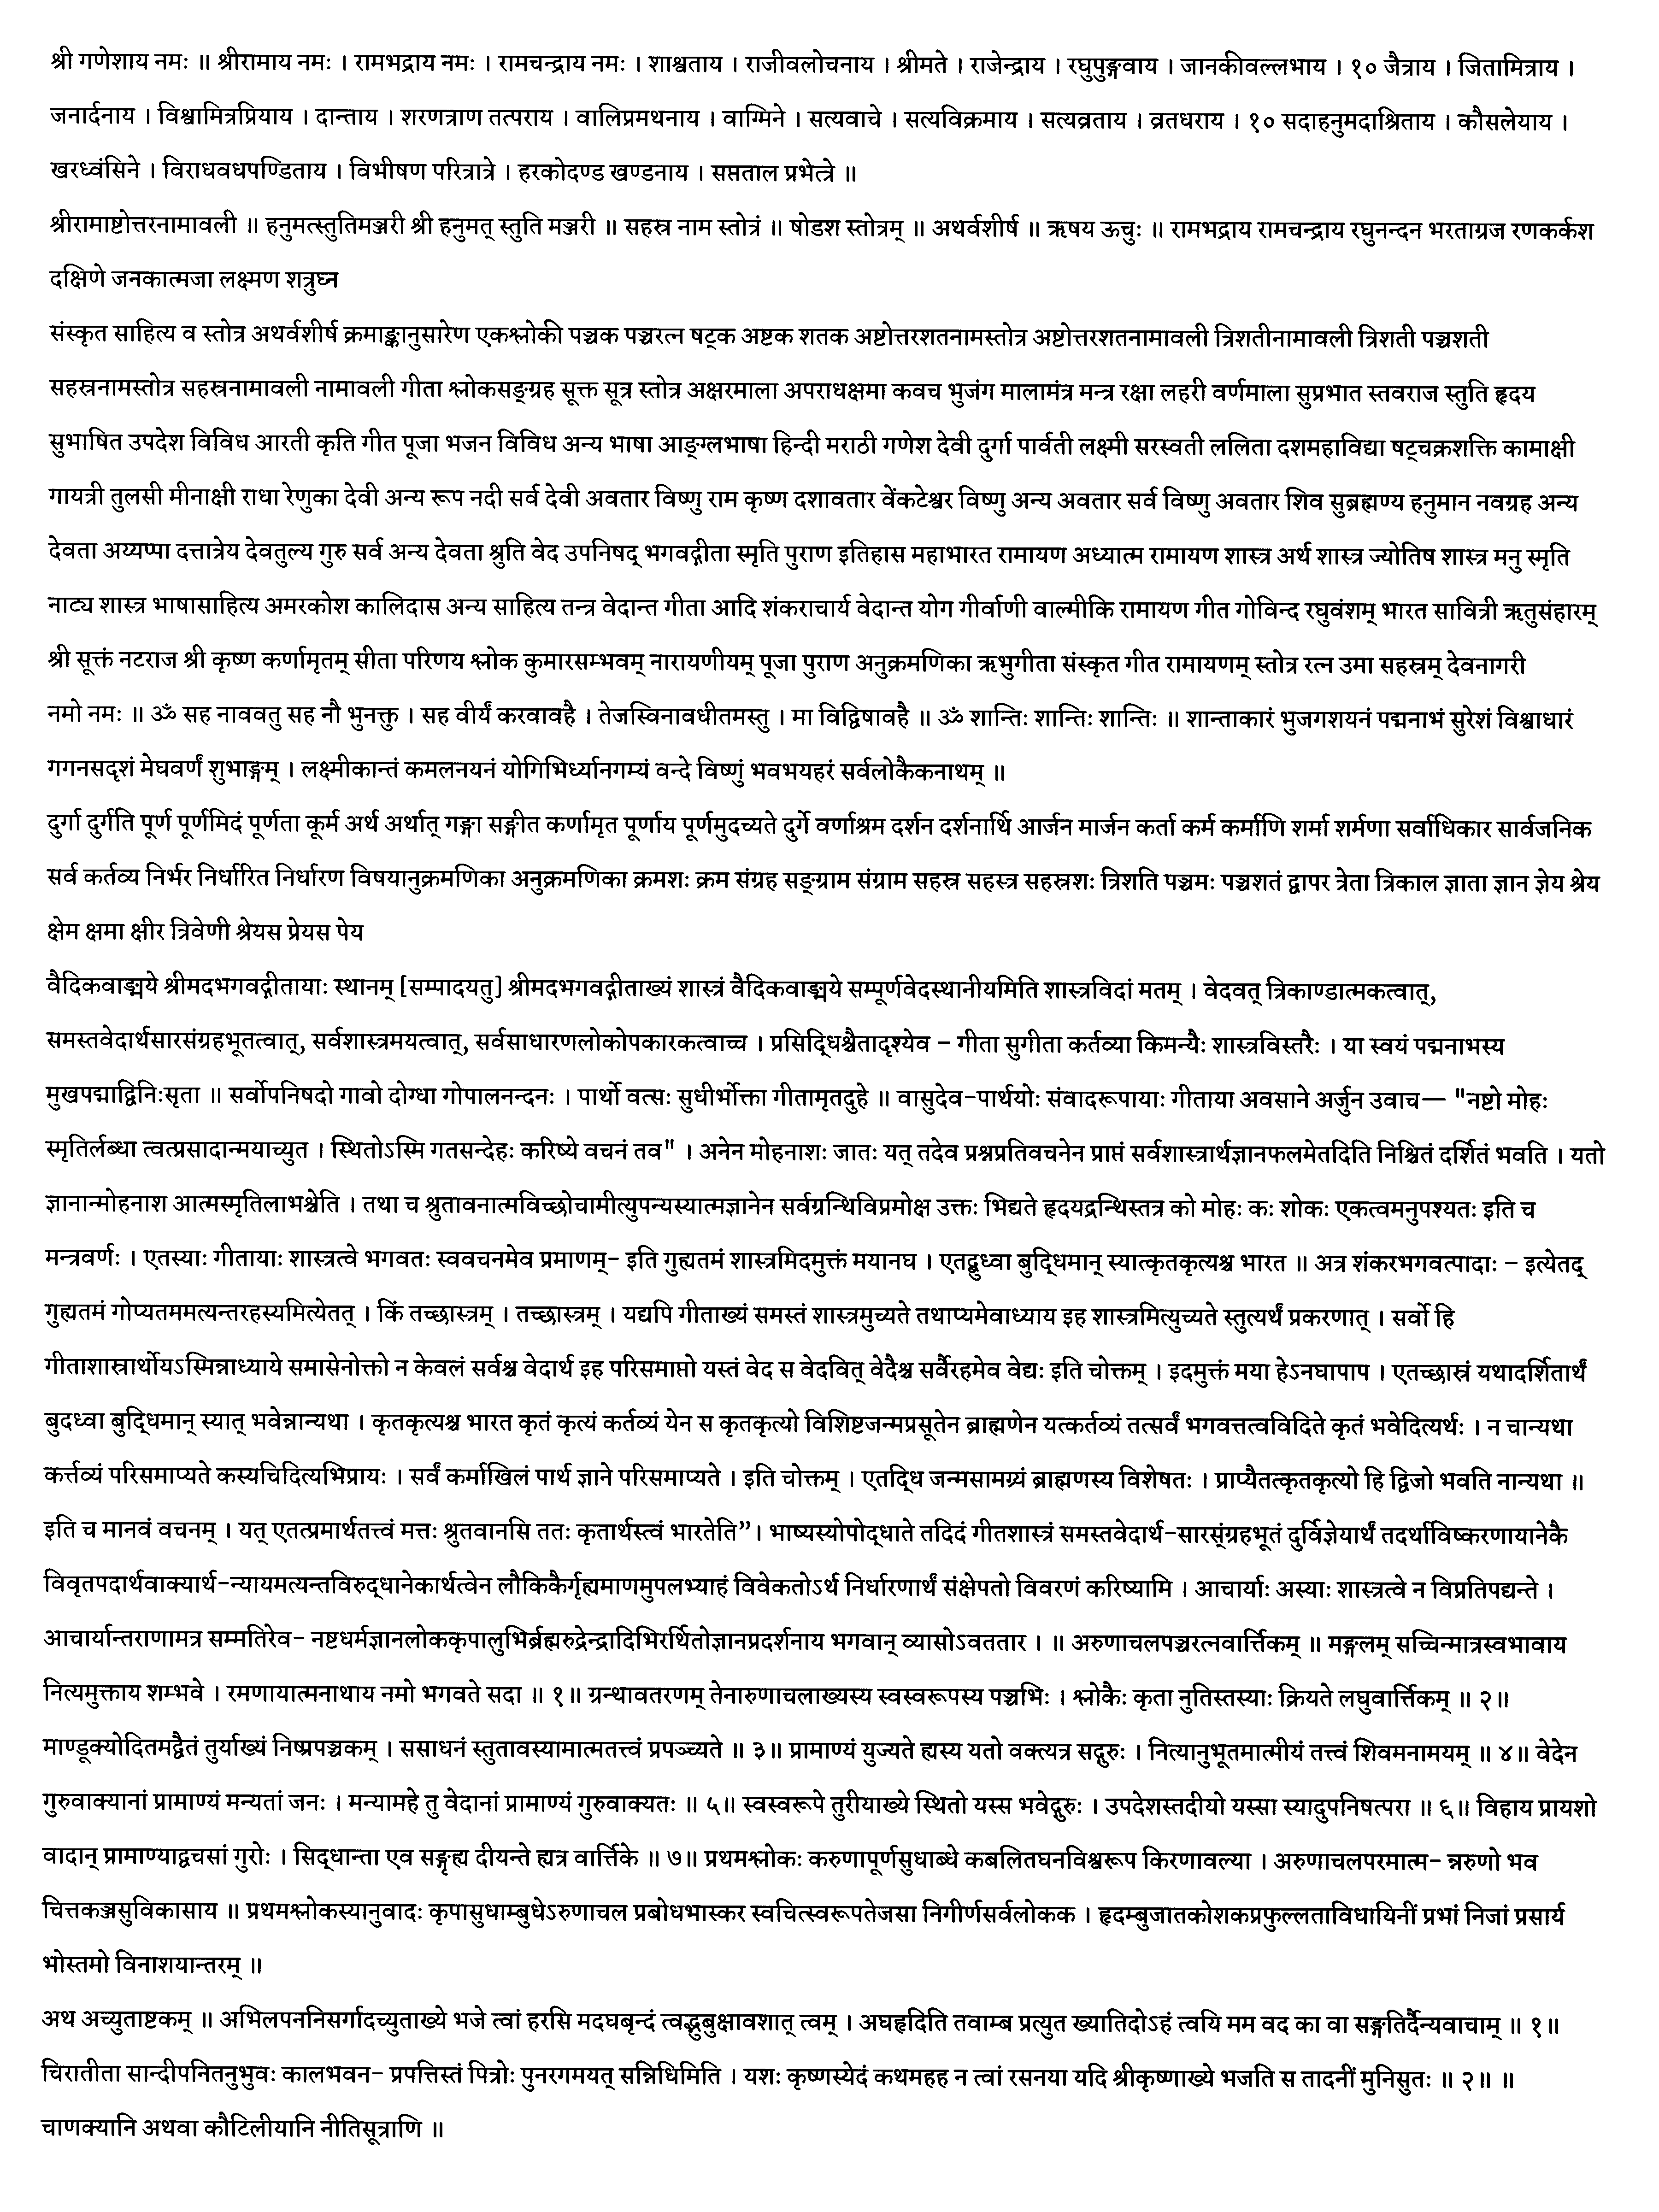 श्री गणेशाय नमः ॥ श्रीरामाय नमः । रामभद्राय नमः । रामचन्द्राय नमः । शाश्वताय । राजीवलोचनाय । श्रीमते । राजेन्द्राय । रघुपुङ्गवाय । जानकीवल्लभाय । १० जैत्राय । जितामित्राय ।
जनार्दनाय । विश्वामित्रप्रियाय । दान्ताय । शरणत्राण तत्पराय । वालिप्रमथनाय । वाग्मिने । सत्यवाचे । सत्यविक्रमाय । सत्यव्रताय । व्रतधराय । १० सदाहनुमदाश्रिताय । कौसलेयाय ।
खरध्वंसिने । विराधवधपण्डिताय । विभीषण परित्रात्रे । हरकोदण्ड खण्डनाय । सप्तताल प्रभेत्त्रे ॥
श्रीरामाष्टोत्तरनामावली ॥ हनुमत्स्तुतिमञ्जरी श्री हनुमत् स्तुति मञ्जरी ॥ सहस्र नाम स्तोत्रं ॥ षोडश स्तोत्रम् ॥ अथर्वशीर्ष ॥ ऋषय ऊचुः ॥ रामभद्राय रामचन्द्राय रघुनन्दन भरताग्रज रणकर्कश
दक्षिणे जनकात्मजा लक्ष्मण शत्रुघ्न
संस्कृत साहित्य व स्तोत्र अथर्वशीर्ष क्रमाङ्कानुसारेण एकश्लोकी पञ्चक पञ्चरत्न षट्क अष्टक शतक अष्टोत्तरशतनामस्तोत्र अष्टोत्तरशतनामावली त्रिशतीनामावली त्रिशती पञ्चशती
सहस्रनामस्तोत्र सहस्रनामावली नामावली गीता श्लोकसङ्ग्रह सूक्त सूत्र स्तोत्र अक्षरमाला अपराधक्षमा कवच भुजंग मालामंत्र मन्त्र रक्षा लहरी वर्णमाला सुप्रभात स्तवराज स्तुति हृदय
सुभाषित उपदेश विविध आरती कृति गीत पूजा भजन विविध अन्य भाषा आङ्ग्लभाषा हिन्दी मराठी गणेश देवी दुर्गा पार्वती लक्ष्मी सरस्वती ललिता दशमहाविद्या षट्चक्रशक्ति कामाक्षी
गायत्री तुलसी मीनाक्षी राधा रेणुका देवी अन्य रूप नदी सर्व देवी अवतार विष्णु राम कृष्ण दशावतार वेंकटेश्वर विष्णु अन्य अवतार सर्व विष्णु अवतार शिव सुब्रह्मण्य हनुमान नवग्रह अन्य
देवता अय्यप्पा दत्तात्रेय देवतुल्य गुरु सर्व अन्य देवता श्रुति वेद उपनिषद् भगवद्गीता स्मृति पुराण इतिहास महाभारत रामायण अध्यात्म रामायण शास्त्र अर्थ शास्त्र ज्योतिष शास्त्र मनु स्मृति
नाट्य शास्त्र भाषासाहित्य अमरकोश कालिदास अन्य साहित्य तन्त्र वेदान्त गीता आदि शंकराचार्य वेदान्त योग गीर्वाणी वाल्मीकि रामायण गीत गोविन्द रघुवंशम् भारत सावित्री ऋतुसंहारम्
श्री सूक्तं नटराज श्री कृष्ण कर्णामृतम् सीता परिणय श्लोक कुमारसम्भवम् नारायणीयम् पूजा पुराण अनुक्रमणिका ऋभुगीता संस्कृत गीत रामायणम् स्तोत्र रत्न उमा सहस्रम् देवनागरी
नमो नमः ॥ ॐ सह नाववतु सह नौ भुनक्तु । सह वीर्यं करवावहै । तेजस्विनावधीतमस्तु । मा विद्विषावहै ॥ ॐ शान्तिः शान्तिः शान्तिः ॥ शान्ताकारं भुजगशयनं पद्मनाभं सुरेशं विश्वाधारं
गगनसदृशं मेघवर्णं शुभाङ्गम् । लक्ष्मीकान्तं कमलनयनं योगिभिर्ध्यानगम्यं वन्दे विष्णुं भवभयहरं सर्वलोकैकनाथम् ॥
दुर्गा दुर्गति पूर्ण पूर्णमिदं पूर्णता कूर्म अर्थ अर्थात् गङ्गा सङ्गीत कर्णामृत पूर्णाय पूर्णमुदच्यते दुर्गे वर्णाश्रम दर्शन दर्शनार्थि आर्जन मार्जन कर्ता कर्म कर्माणि शर्मा शर्मणा सर्वाधिकार सार्वजनिक
सर्व कर्तव्य निर्भर निर्धारित निर्धारण विषयानुक्रमणिका अनुक्रमणिका क्रमशः क्रम संग्रह सङ्ग्राम संग्राम सहस्र सहस्त्र सहस्रशः त्रिशति पञ्चमः पञ्चशतं द्वापर त्रेता त्रिकाल ज्ञाता ज्ञान ज्ञेय श्रेय
क्षेम क्षमा क्षीर त्रिवेणी श्रेयस प्रेयस पेय
वैदिकवाङ्मये श्रीमदभगवद्गीतायाः स्थानम् [सम्पादयतु] श्रीमदभगवद्गीताख्यं शास्त्रं वैदिकवाङ्मये सम्पूर्णवेदस्थानीयमिति शास्त्रविदां मतम् । वेदवत् त्रिकाण्डात्मकत्वात्,
समस्तवेदार्थसारसंग्रहभूतत्वात्, सर्वशास्त्रमयत्वात्, सर्वसाधारणलोकोपकारकत्वाच्च । प्रसिद्धिश्चैतादृश्येव – गीता सुगीता कर्तव्या किमन्यैः शास्त्रविस्तरैः । या स्वयं पद्मनाभस्य
मुखपद्माद्विनिःसृता ॥ सर्वोपनिषदो गावो दोग्धा गोपालनन्दनः । पार्थो वत्सः सुधीर्भोक्ता गीतामृतदुहे ॥ वासुदेव-पार्थयोः संवादरूपायाः गीताया अवसाने अर्जुन उवाच— "नष्टो मोहः
स्मृतिर्लब्धा त्वत्प्रसादान्मयाच्युत । स्थितोऽस्मि गतसन्देहः करिष्ये वचनं तव" । अनेन मोहनाशः जातः यत् तदेव प्रश्नप्रतिवचनेन प्राप्तं सर्वशास्त्रार्थज्ञानफलमेतदिति निश्चितं दर्शितं भवति । यतो
ज्ञानान्मोहनाश आत्मस्मृतिलाभश्चेति । तथा च श्रुतावनात्मविच्छोचामीत्युपन्यस्यात्मज्ञानेन सर्वग्रन्थिविप्रमोक्ष उक्तः भिद्यते हृदयद्रन्थिस्तत्र को मोहः कः शोकः एकत्वमनुपश्यतः इति च
मन्त्रवर्णः । एतस्याः गीतायाः शास्त्रत्वे भगवतः स्ववचनमेव प्रमाणम्- इति गुह्यतमं शास्त्रमिदमुक्तं मयानघ । एतद्बुध्वा बुद्धिमान् स्यात्कृतकृत्यश्च भारत ॥ अत्र शंकरभगवत्पादाः – इत्येतद्
गुह्यतमं गोप्यतममत्यन्तरहस्यमित्येतत् । किं तच्छास्त्रम् । तच्छास्त्रम् । यद्यपि गीताख्यं समस्तं शास्त्रमुच्यते तथाप्यमेवाध्याय इह शास्त्रमित्युच्यते स्तुत्यर्थं प्रकरणात् । सर्वो हि
गीताशास्रार्थोयऽस्मिन्नाध्याये समासेनोक्तो न केवलं सर्वश्च वेदार्थ इह परिसमाप्तो यस्तं वेद स वेदवित् वेदैश्च सर्वैरहमेव वेद्यः इति चोक्तम् । इदमुक्तं मया हेऽनघापाप । एतच्छास्रं यथादर्शितार्थं
बुदध्वा बुद्धिमान् स्यात् भवेन्नान्यथा । कृतकृत्यश्च भारत कृतं कृत्यं कर्तव्यं येन स कृतकृत्यो विशिष्टजन्मप्रसूतेन ब्राह्मणेन यत्कर्तव्यं तत्सर्वं भगवत्तत्वविदिते कृतं भवेदित्यर्थः । न चान्यथा
कर्त्तव्यं परिसमाप्यते कस्यचिदित्यभिप्रायः । सर्वं कर्माखिलं पार्थ ज्ञाने परिसमाप्यते । इति चोक्तम् । एतद्धि जन्मसामग्र्यं ब्राह्मणस्य विशेषतः । प्राप्यैतत्कृतकृत्यो हि द्विजो भवति नान्यथा ॥
इति च मानवं वचनम् । यत् एतत्प्रमार्थतत्त्वं मत्तः श्रुतवानसि ततः कृतार्थस्त्वं भारतेति”। भाष्यस्योपोद्धाते तदिदं गीतशास्त्रं समस्तवेदार्थ-सारस्ंग्रहभूतं दुर्विज्ञेयार्थं तदर्थाविष्करणायानेकै
विवृतपदार्थवाक्यार्थ-न्यायमत्यन्तविरुद्धानेकार्थत्वेन लौकिकैर्गृह्यमाणमुपलभ्याहं विवेकतोऽर्थ निर्धारणार्थं संक्षेपतो विवरणं करिष्यामि । आचार्याः अस्याः शास्त्रत्वे न विप्रतिपद्यन्ते ।
आचार्यान्तराणामत्र सम्मतिरेव- नष्टधर्मज्ञानलोककृपालुभिर्ब्रह्मरुद्रेन्द्रादिभिरर्थितोज्ञानप्रदर्शनाय भगवान् व्यासोऽवततार । ॥ अरुणाचलपञ्चरत्नवार्त्तिकम् ॥ मङ्गलम् सच्चिन्मात्रस्वभावाय
नित्यमुक्ताय शम्भवे । रमणायात्मनाथाय नमो भगवते सदा ॥ १॥ ग्रन्थावतरणम् तेनारुणाचलाख्यस्य स्वस्वरूपस्य पञ्चभिः । श्लोकैः कृता नुतिस्तस्याः क्रियते लघुवार्त्तिकम् ॥ २॥
माण्डूक्योदितमद्वैतं तुर्याख्यं निष्प्रपञ्चकम् । ससाधनं स्तुतावस्यामात्मतत्त्वं प्रपञ्च्यते ॥ ३॥ प्रामाण्यं युज्यते ह्यस्य यतो वक्त्यत्र सद्गुरुः । नित्यानुभूतमात्मीयं तत्त्वं शिवमनामयम् ॥ ४॥ वेदेन
गुरुवाक्यानां प्रामाण्यं मन्यतां जनः । मन्यामहे तु वेदानां प्रामाण्यं गुरुवाक्यतः ॥ ५॥ स्वस्वरूपे तुरीयाख्ये स्थितो यस्स भवेद्गुरुः । उपदेशस्तदीयो यस्सा स्यादुपनिषत्परा ॥ ६॥ विहाय प्रायशो
वादान् प्रामाण्याद्वचसां गुरोः । सिद्धान्ता एव सङ्गृह्य दीयन्ते ह्यत्र वार्त्तिके ॥ ७॥ प्रथमश्लोकः करुणापूर्णसुधाब्धे कबलितघनविश्वरूप किरणावल्या । अरुणाचलपरमात्म- न्नरुणो भव
चित्तकञ्जसुविकासाय ॥ प्रथमश्लोकस्यानुवादः कृपासुधाम्बुधेऽरुणाचल प्रबोधभास्कर स्वचित्स्वरूपतेजसा निगीर्णसर्वलोकक । हृदम्बुजातकोशकप्रफुल्लताविधायिनीं प्रभां निजां प्रसार्य
भोस्तमो विनाशयान्तरम् ॥
अथ अच्युताष्टकम् ॥ अभिलपननिसर्गादच्युताख्ये भजे त्वां हरसि मदघबृन्दं त्वद्भुबुक्षावशात् त्वम् । अघहृदिति तवाम्ब प्रत्युत ख्यातिदोऽहं त्वयि मम वद का वा सङ्गतिर्दैन्यवाचाम् ॥ १॥
चिरातीता सान्दीपनितनुभुवः कालभवन- प्रपत्तिस्तं पित्रोः पुनरगमयत् सन्निधिमिति । यशः कृष्णस्येदं कथमहह न त्वां रसनया यदि श्रीकृष्णाख्ये भजति स तादनीं मुनिसुतः ॥ २॥ ॥
चाणक्यानि अथवा कौटिलीयानि नीतिसूत्राणि ॥